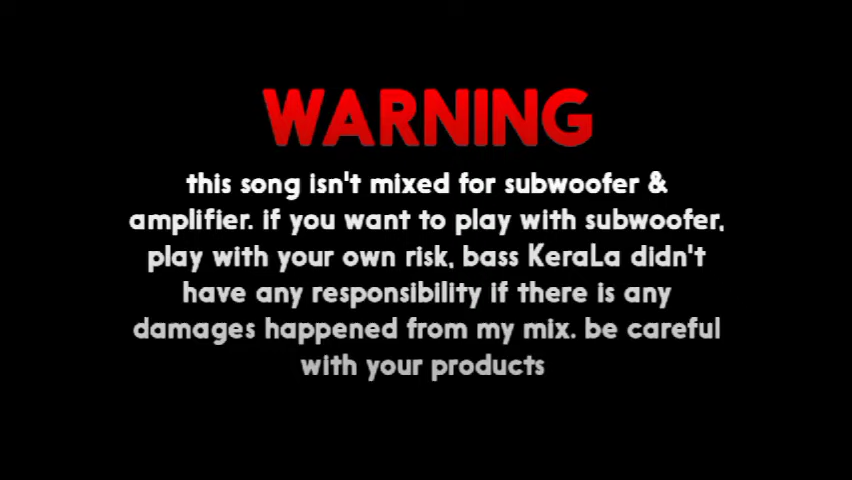 WARNING
this song isn't mixed for subwoofer &
amplifier. if you want to play with subwoofer,
play with your own risk, bass KeraLa didn't
have any responsibility if there is any
damages happened from my mix. be careful
with your products